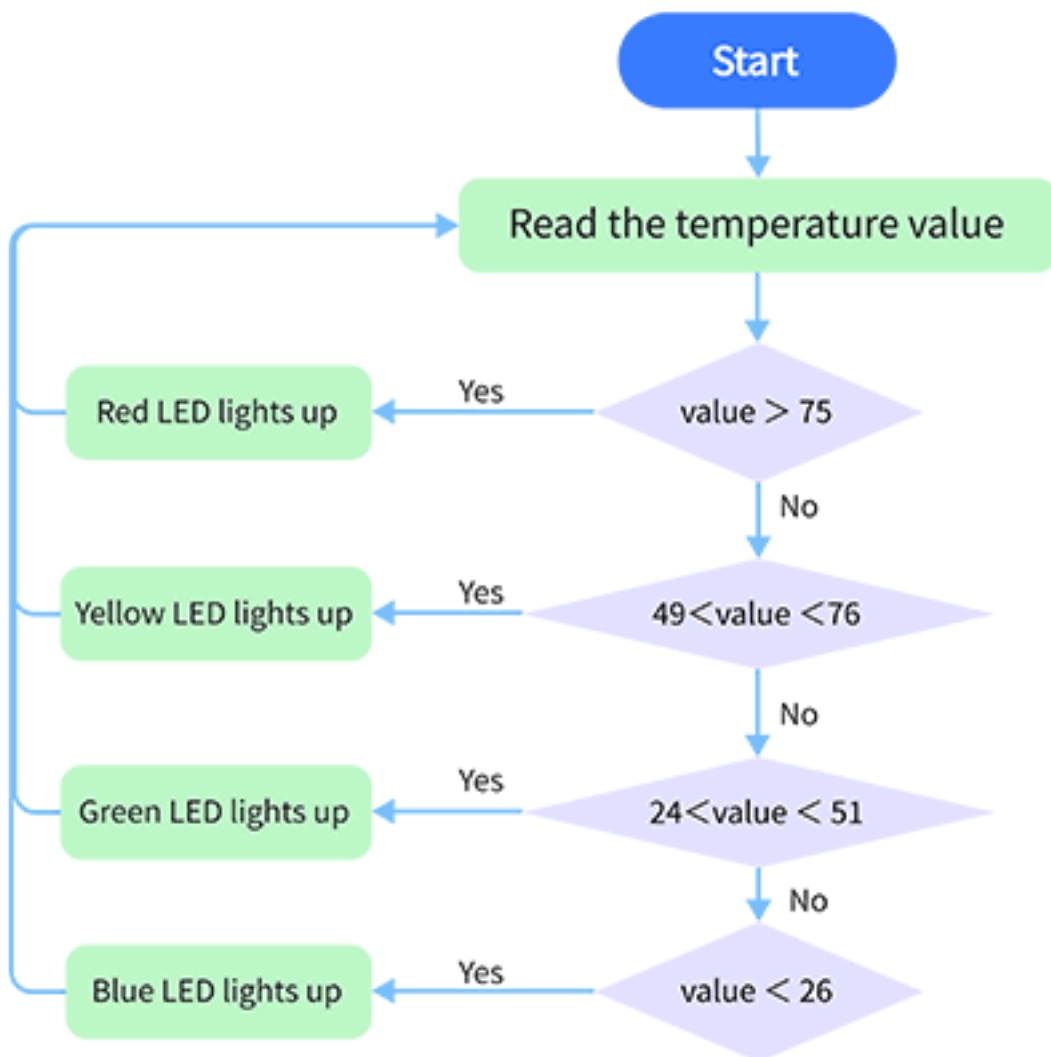 Start
Read the temperature value
Yes
Red LED lights up
value > 75
No
Yes
Yellow LED lights up
49<value <76
No
Yes
Green LED lights up
24<value < 51
No
Yes
Blue LED lights up
value < 26